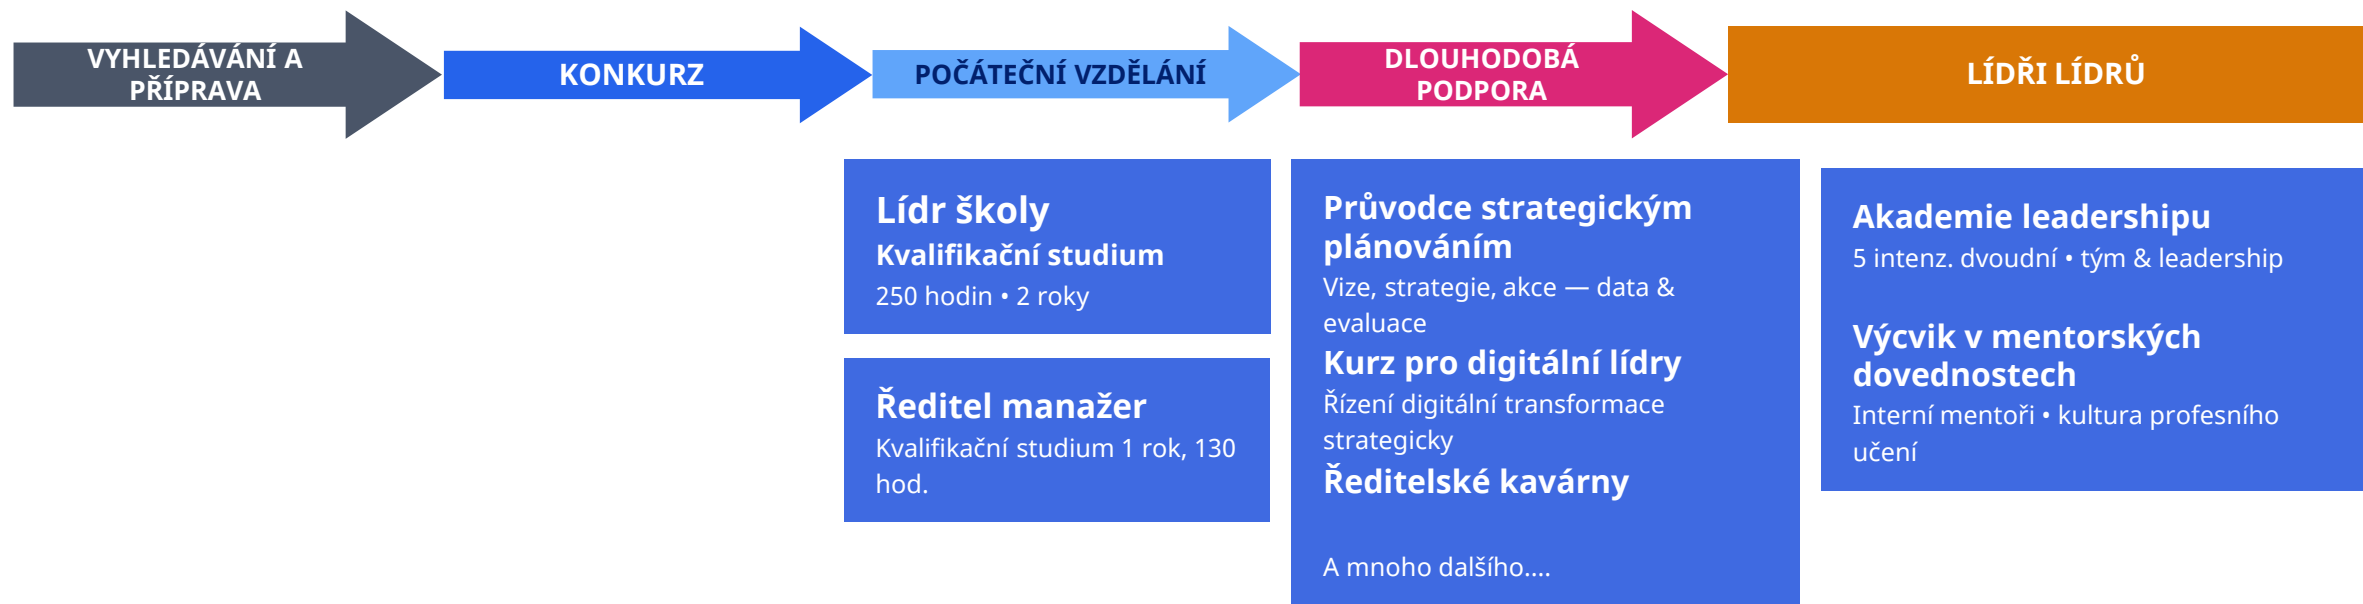 VYHLEDÁVÁNÍ A
PŘÍPRAVA
KONKURZ
POČÁTEČNÍ VZDĚLÁNÍ
DLOUHODOBÁ
PODPORA
LÍDŘI LÍDRŮ
Lídr školy
Kvalifikační studium
250 hodin • 2 roky
Ředitel manažer
Kvalifikační studium 1 rok, 130
hod.
Průvodce strategickým
plánováním
Vize, strategie, akce — data &
evaluace
Kurz pro digitální lídry
Řízení digitální transformace
strategicky
Ředitelské kavárny
A mnoho dalšího....
Akademie leadershipu
5 intenz. dvoudní • tým & leadership
Výcvik v mentorských
dovednostech
Interní mentoři • kultura profesního
učení